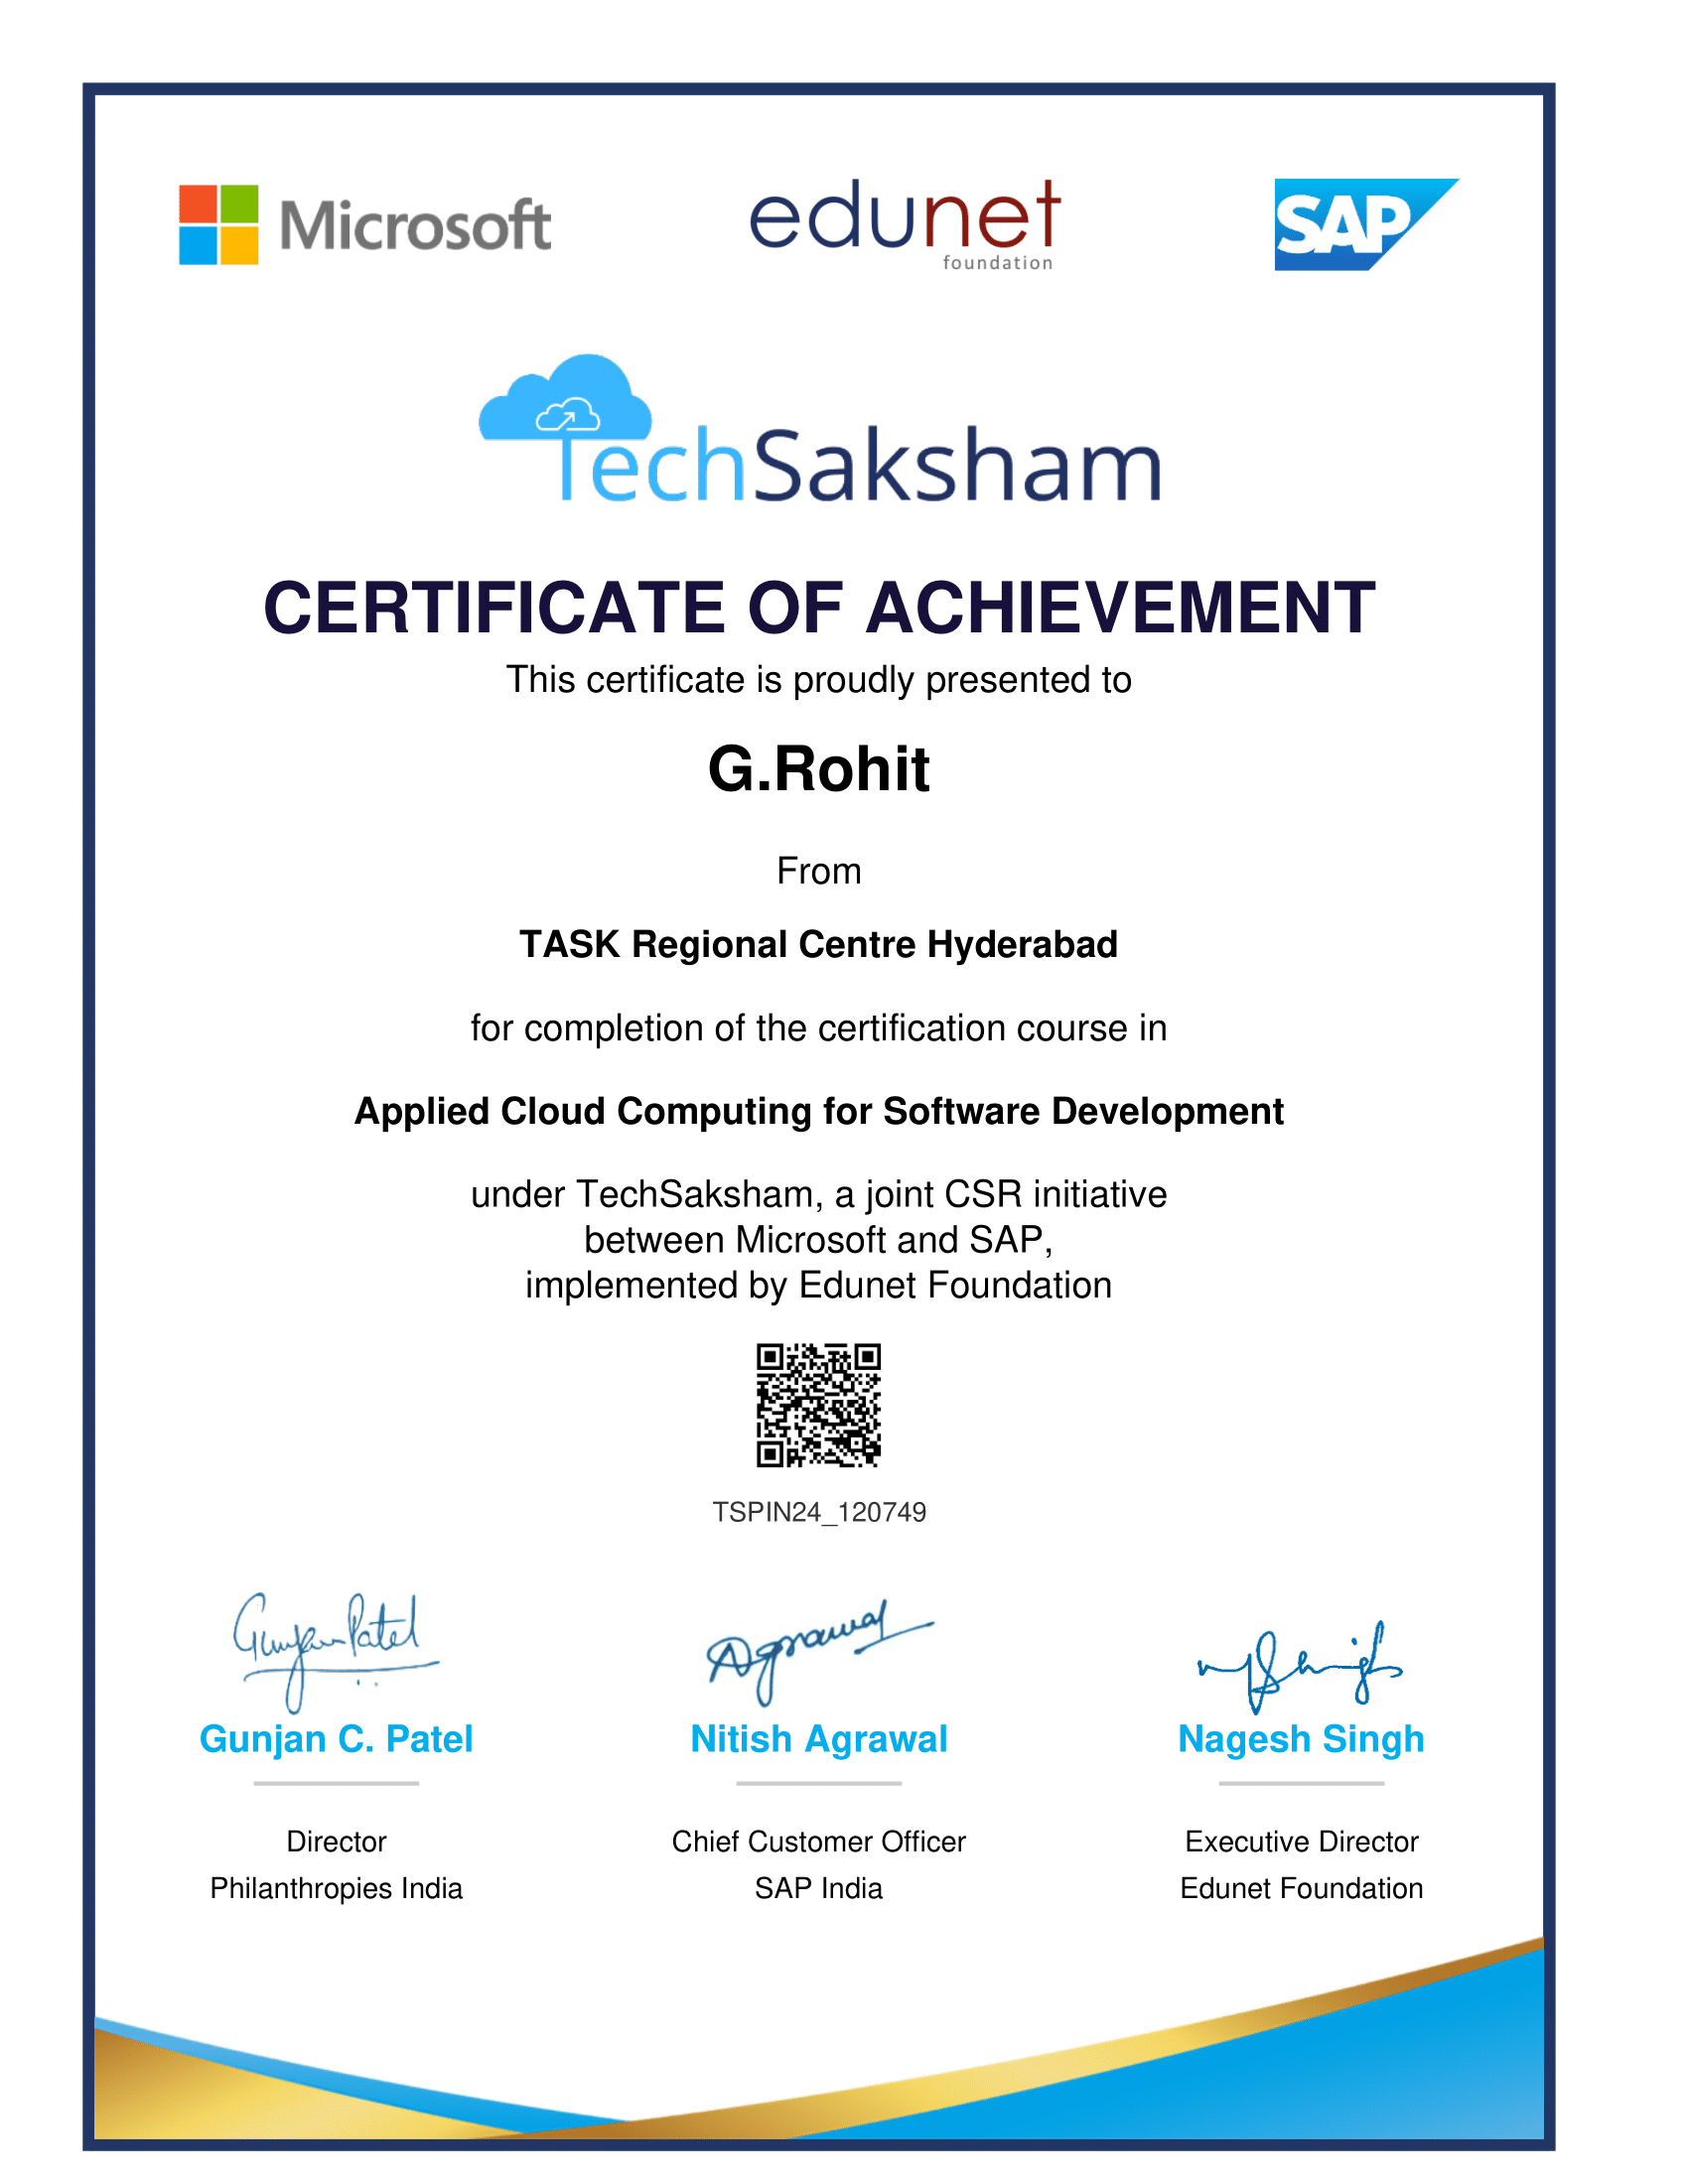 Microsoft
edunet
foundation
SAP
TechSaksham
CERTIFICATE OF ACHIEVEMENT
This certificate is proudly presented to
G.Rohit
From
TASK Regional Centre Hyderabad
for completion of the certification course in
Applied Cloud Computing for Software Development
under TechSaksham, a joint CSR initiative
between Microsoft and SAP,
implemented by Edunet Foundation
TSPIN24_120749
Gunjan Patel
Agrawal
Gunjan C. Patel
Nitish Agrawal
Nagesh Singh
Director
Chief Customer Officer
Executive Director
Philanthropies India
SAP India
Edunet Foundation